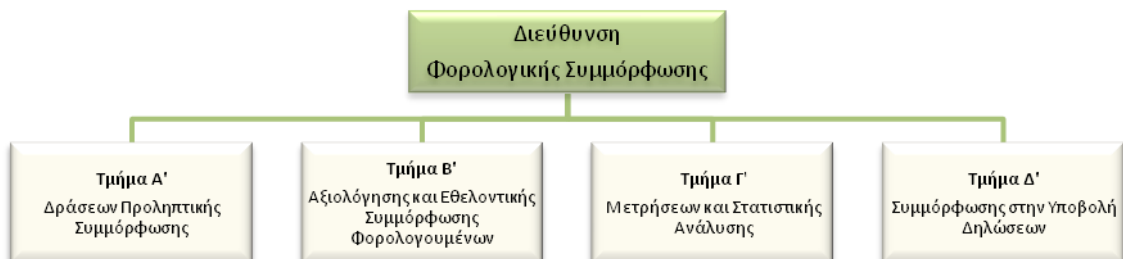 Διεύθυνση
Φορολογικής Συμμόρφωσης
Τμήμα Α'
Δράσεων Προληπτικής
Συμμόρφωσης
Τμήμα Β'
Αξιολόγησης και Εθελοντικής
Συμμόρφωσης
Φορολογουμένων
Τμήμα Γ'
Μετρήσεων και Στατιστικής
Ανάλυσης
Τμήμα Δ'
Συμμόρφωσης στην Υποβολή
Δηλώσεων